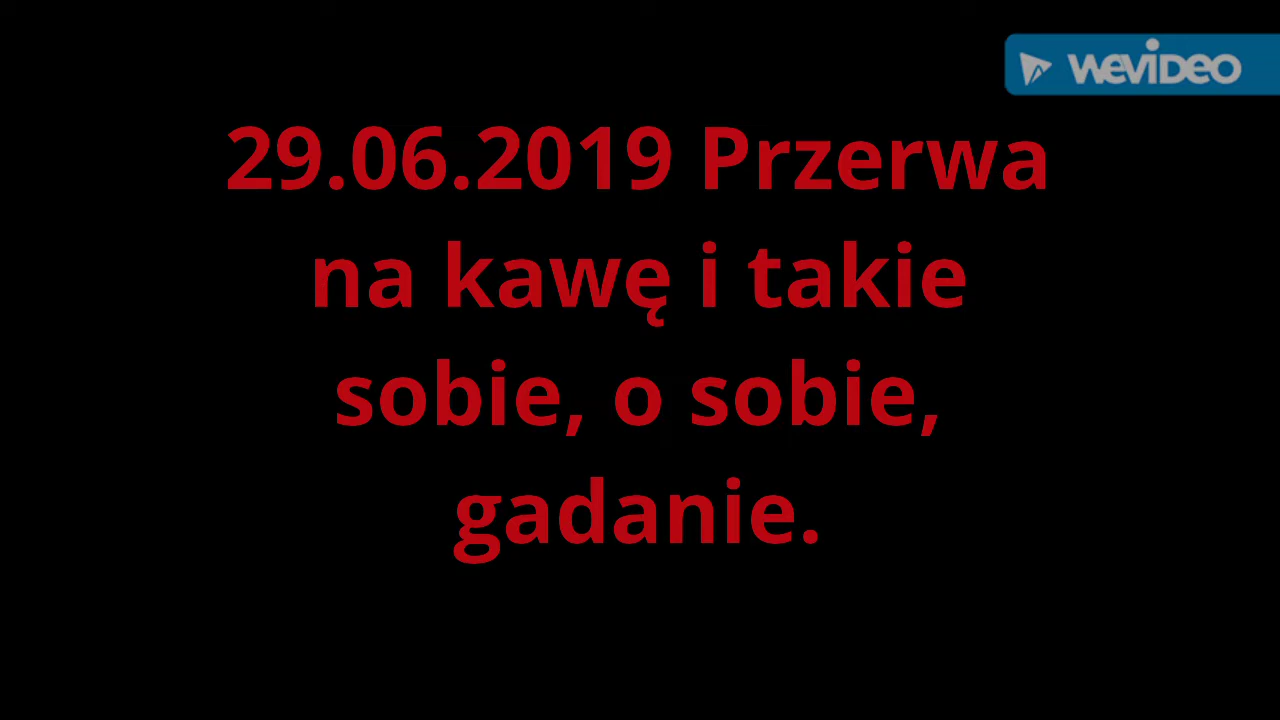 WEVIDEO
29.06.2019 Przerwa
na kawę i takie
sobie, o sobie,
gadanie.